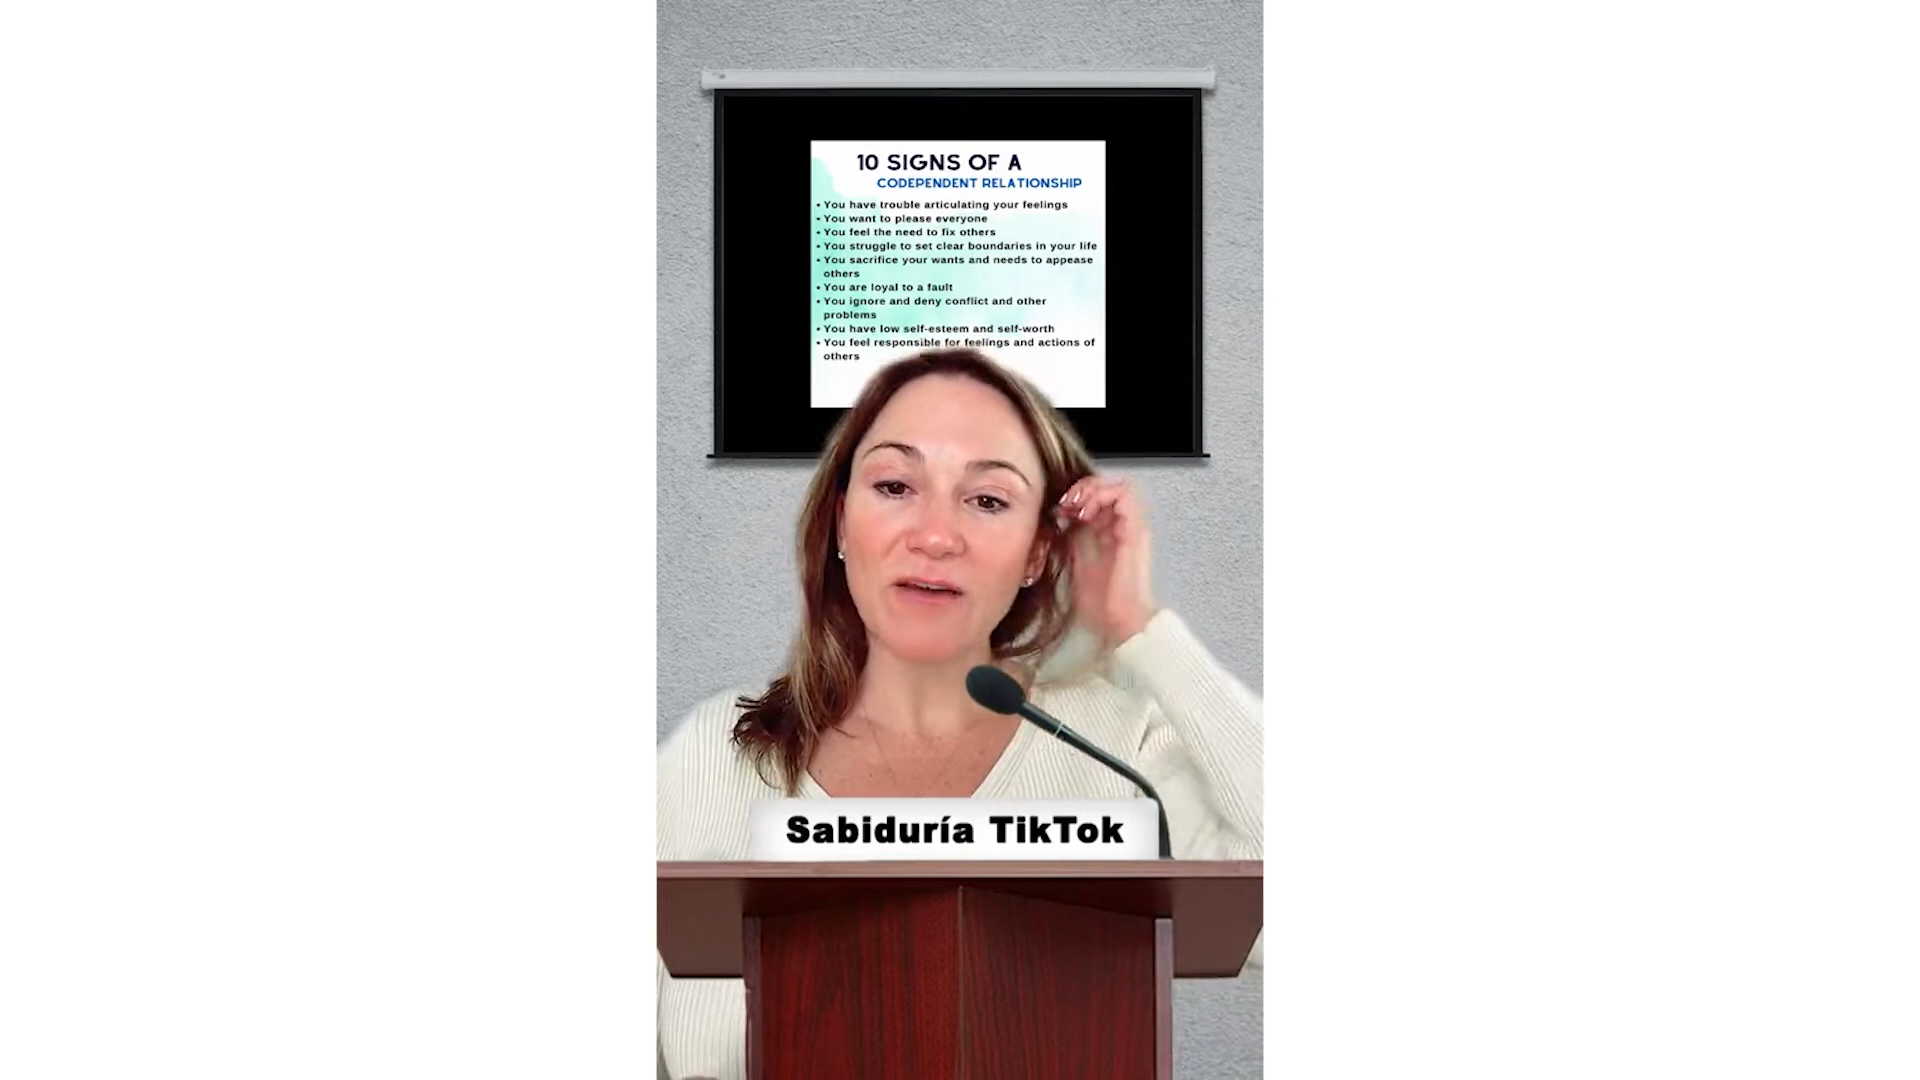 10 SIGNS OF A
CODEPENDENT RELATIONSHIP
• You have trouble articulating your feelings
• You want to please everyone
• You feel the need to fix others
• You struggle to set clear boundaries in your life
• You sacrifice your wants and needs to appease
others
• You are loyal to a fault
• You ignore and deny conflict and other
problems
• You have low self-esteem and self-worth
• You feel responsible for feelings and actions of
others
Sabiduría TikTok